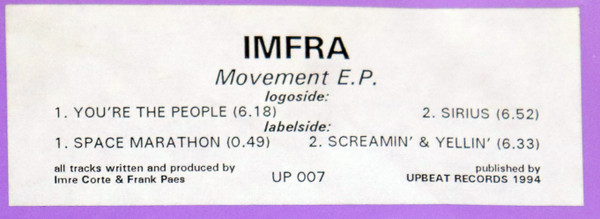 IMFRA
Movement E.P.
logoside:
1. YOU'RE THE PEOPLE (6.18) 2. SIRIUS (6.52)
labelside:
1. SPACE MARATHON (0.49) 2. SCREAMIN' & YELLIN' (6.33)
all tracks written and produced by
Imre Corte & Frank Paes
UP 007
published by
UPBEAT RECORDS 1994